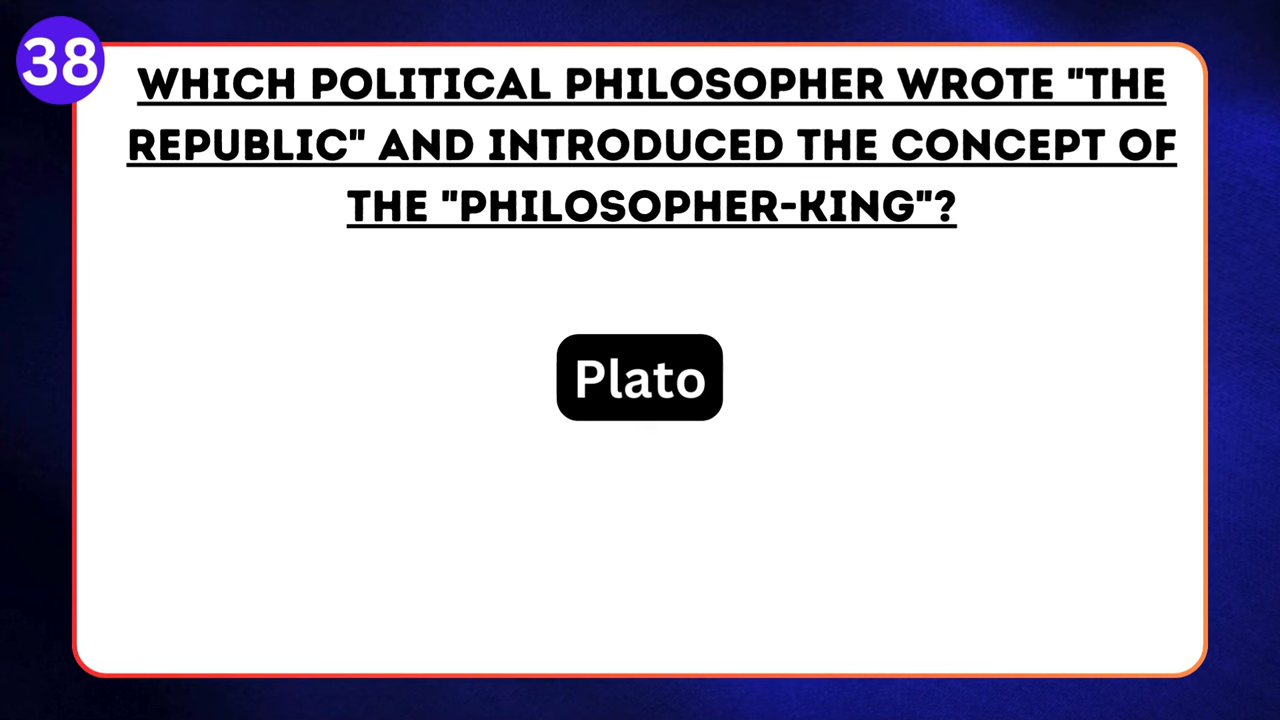 38
WHICH POLITICAL PHILOSOPHER WROTE "THE
REPUBLIC" AND INTRODUCED THE CONCEPT OF
THE "PHILOSOPHER-KING"?
Plato